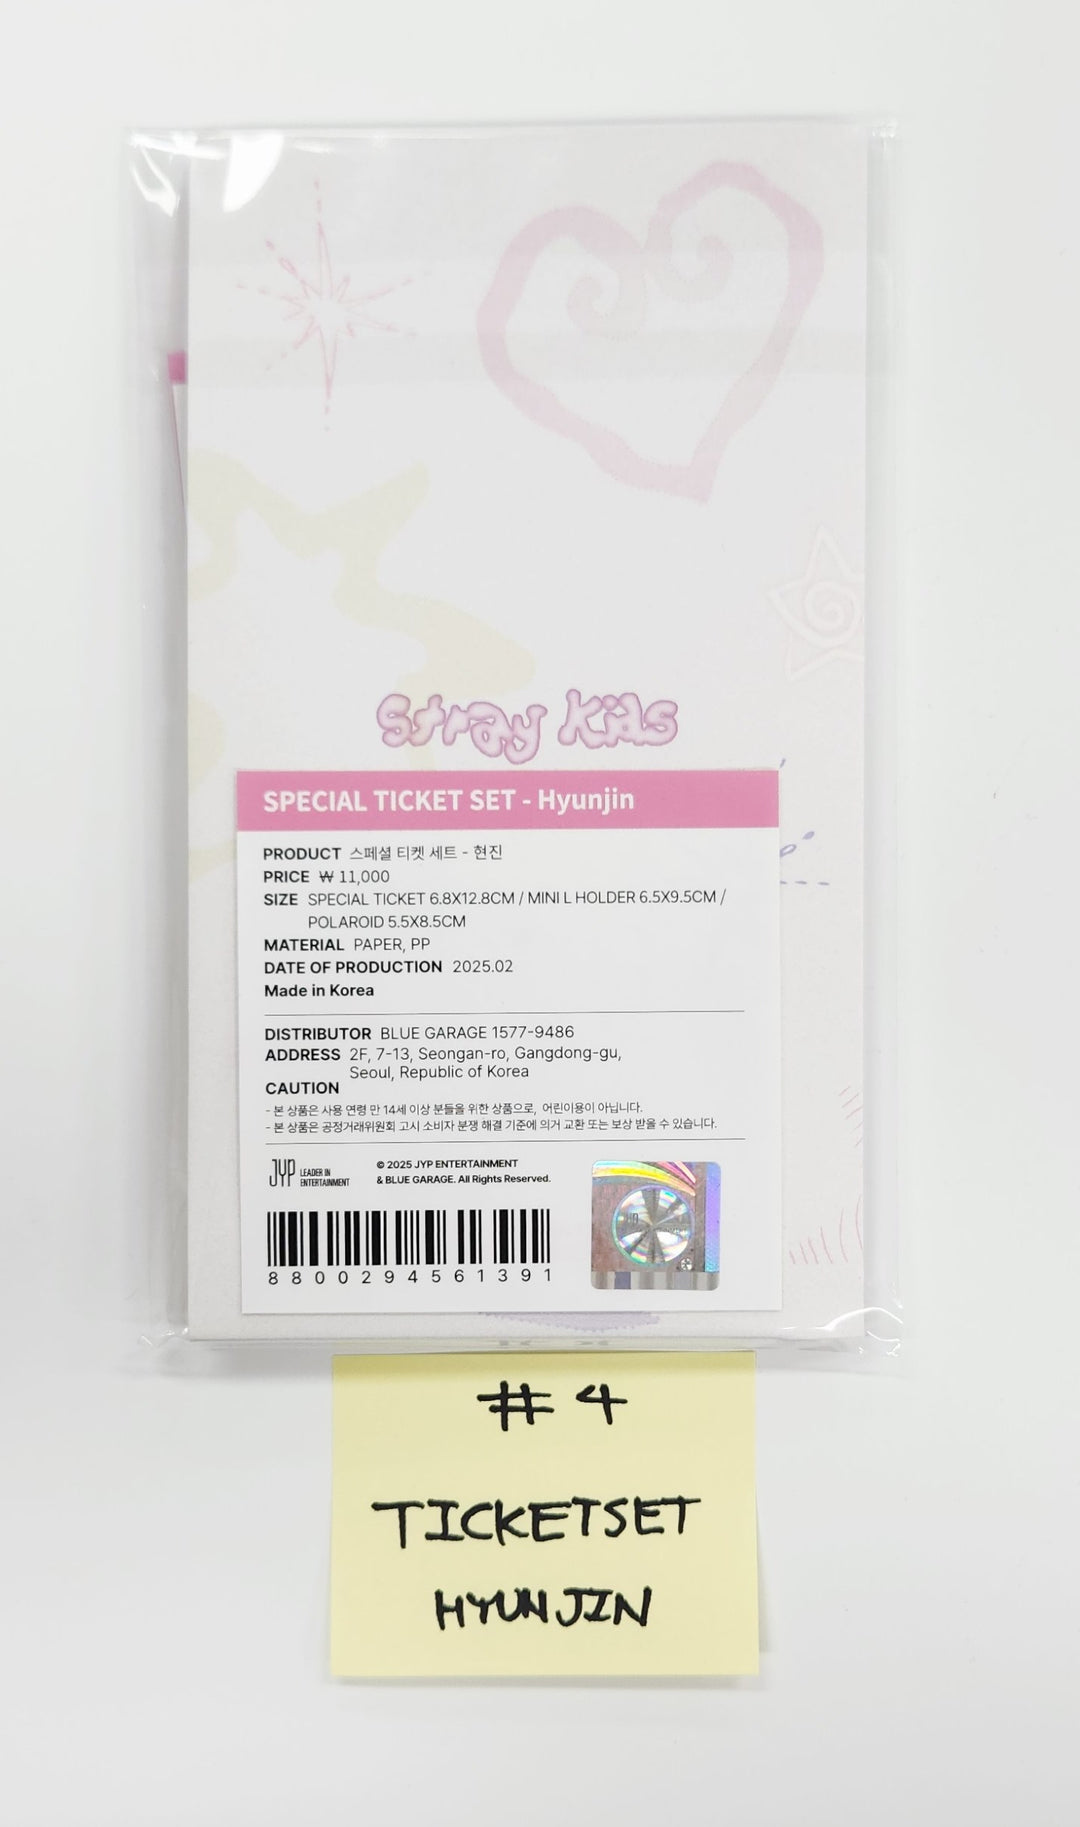 Stray Kids
SPECIAL TICKET SET - Hyunjin
PRODUCT 스페셜 티켓 세트 - 현진
PRICE ₩ 11,000
SIZE SPECIAL TICKET 6.8X12.8CM / MINI L HOLDER 6.5X9.5CM /
POLAROID 5.5X8.5CM
MATERIAL PAPER, PP
DATE OF PRODUCTION 2025.02
Made in Korea
DISTRIBUTOR BLUE GARAGE 1577-9486
ADDRESS 2F, 7-13, Seongan-ro, Gangdong-gu,
Seoul, Republic of Korea
CAUTION
- 본 상품은 사용 연령 만 14세 이상 분들을 위한 상품으로, 어린이용이 아닙니다.
- 본 상품은 공정거래위원회 고시 소비자 분쟁 해결 기준에 의거 교환 또는 보상 받을 수 있습니다.
JYP LEADER IN
ENTERTAINMENT
© 2025 JYP ENTERTAINMENT
& BLUE GARAGE. All Rights Reserved.
8800294561391
#4
TICKETSET
HYUNJIN